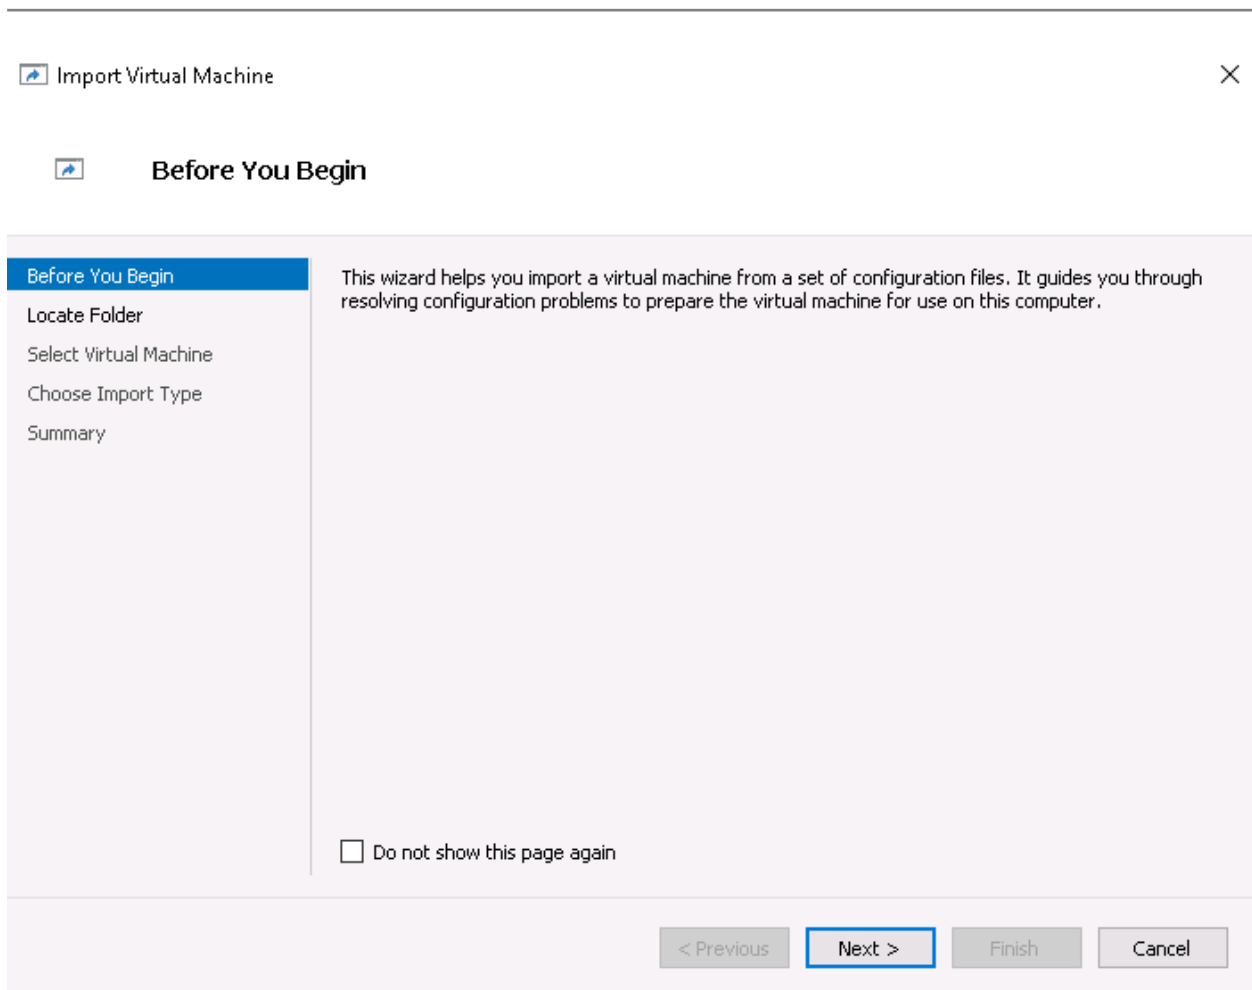 Import Virtual Machine
Before You Begin
Before You Begin
Locate Folder
Select Virtual Machine
Choose Import Type
Summary
This wizard helps you import a virtual machine from a set of configuration files. It guides you through
resolving configuration problems to prepare the virtual machine for use on this computer.
Do not show this page again
< Previous
Next >
Finish
Cancel